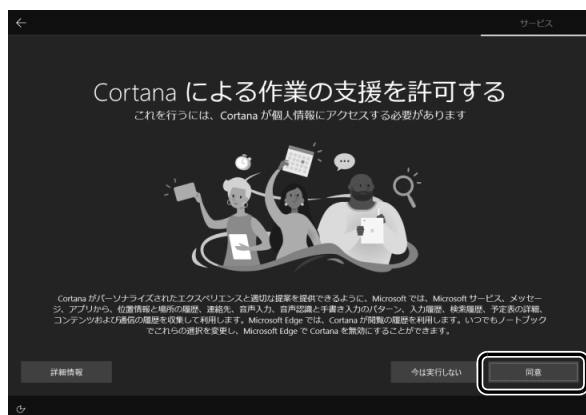 サービス
Cortana による作業の支援を許可する
これを行うには、Cortana が個人情報にアクセスする必要があります
Cortana がパーソナライズされたエクスペリエンスと適切な提案を提供できるように、Microsoft では、Microsoft サービス、メッセー
ジ、アプリから、位置情報と場所の履歴、連絡先、音声入力、音声認識と手書き入力のパターン、入力履歴、検索履歴、予定表の詳細、
コンテンツおよび通信の履歴を収集して利用します。Microsoft Edge では、Cortana が閲覧の履歴を利用します。いつでもノートブック
でこれらの選択を変更し、Microsoft Edge で Cortana を無効にすることができます。
詳細情報
今は実行しない
同意